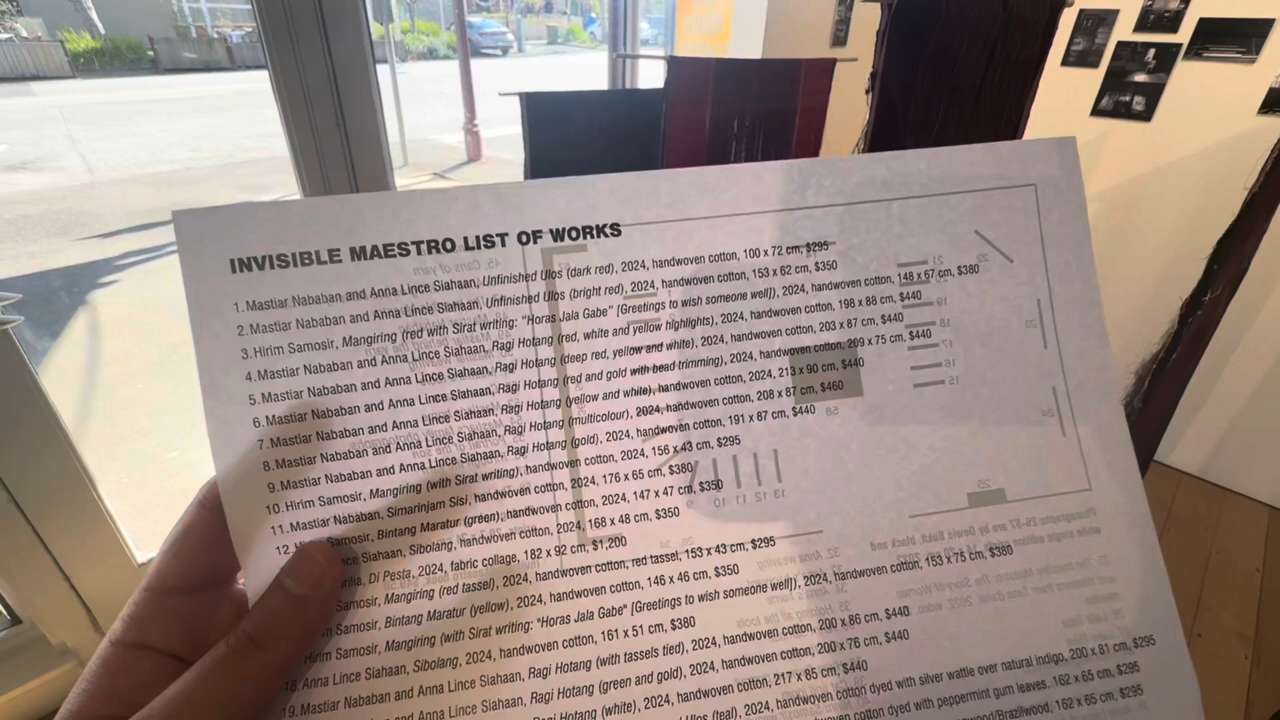 INVISIBLE MAESTRO LIST OF WORKS
1. Mastiar Nababan and Anna Lince Siahaan, Unfinished Ulos (dark red), 2024, handwoven cotton, 100 x 72 cm, $295
2. Mastiar Nababan and Anna Lince Siahaan, Unfinished Ulos (bright red), 2024, handwoven cotton, 153 x 62 cm, $350
3. Hirim Samosir, Mangiring (red with Sirat writing: "Horas Jala Gabe" [Greetings to wish someone well]), 2024, handwoven cotton, 148 x 67 cm, $380
4. Mastiar Nababan and Anna Lince Siahaan, Ragi Hotang (red, white and yellow highlights), 2024, handwoven cotton, 198 x 88 cm, $440
5. Mastiar Nababan and Anna Lince Siahaan, Ragi Hotang (deep red, yellow and white), 2024, handwoven cotton, 203 x 87 cm, $440
6. Mastiar Nababan and Anna Lince Siahaan, Ragi Hotang (red and gold with bead trimming), 2024, handwoven cotton, 209 x 75 cm, $440
7. Mastiar Nababan and Anna Lince Siahaan, Ragi Hotang (yellow and white), handwoven cotton, 2024, 213 x 90 cm, $440
8. Mastiar Nababan and Anna Lince Siahaan, Ragi Hotang (multicolour), 2024, handwoven cotton, 208 x 87 cm, $460
9. Mastiar Nababan and Anna Lince Siahaan, Ragi Hotang (gold), 2024, handwoven cotton, 191 x 87 cm, $440
10. Hirim Samosir, Mangiring (with Sirat writing), handwoven cotton, 2024, 156 x 43 cm, $295
11. Mastiar Nababan, Simarinjam Sisi, handwoven cotton, 2024, 176 x 65 cm, $380
12. Samosir, Bintang Maratur (green), handwoven cotton, 2024, 147 x 47 cm, $350
Siahaan, Sibolang, handwoven cotton, 2024, 168 x 48 cm, $350
Di Pesta, 2024, fabric collage, 182 x 92 cm, $1,200
Samosir, Mangiring (red tassel), 2024, handwoven cotton, red tassel, 153 x 43 cm, $295
Samosir, Bintang Maratur (yellow), 2024, handwoven cotton, 146 x 46 cm, $350
Hirim Samosir, Mangiring (with Sirat writing: "Horas Jala Gabe" [Greetings to wish someone well]), 2024, handwoven cotton, 153 x 75 cm, $380
18. Anna Lince Siahaan, Sibolang, 2024, handwoven cotton, 161 x 51 cm, $380
19. Mastiar Nababan and Anna Lince Siahaan, Ragi Hotang (with tassels tied), 2024, handwoven cotton, 200 x 86 cm, $440
and Anna Lince Siahaan, Ragi Hotang (green and gold), 2024, handwoven cotton, 200 x 76 cm, $440
Ragi Hotang (white), 2024, handwoven cotton, 217 x 85 cm, $440
Ulos (teal), 2024, handwoven cotton dyed with silver wattle over natural indigo, 200 x 81 cm, $295
cotton dyed with peppermint gum leaves, 162 x 65 cm, $295
162 x 65 cm, $295